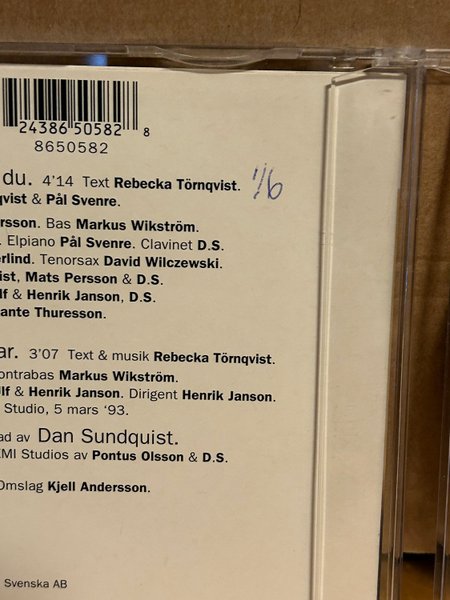 24386 50582 8
8650582
du. 4'14 Text Rebecka Törnqvist.
qvist & Pål Svenre.
1/6
rsson. Bas Markus Wikström.
. Elpiano Pål Svenre. Clavinet D.S.
erlind. Tenorsax David Wilczewski.
ist, Mats Persson & D.S.
lf & Henrik Janson, D.S.
ante Thuresson.
ar. 3'07 Text & musik Rebecka Törnqvist.
ontrabas Markus Wikström.
lf & Henrik Janson. Dirigent Henrik Janson.
Studio, 5 mars '93.
ad av Dan Sundquist.
EMI Studios av Pontus Olsson & D.S.
Omslag Kjell Andersson.
Svenska AB